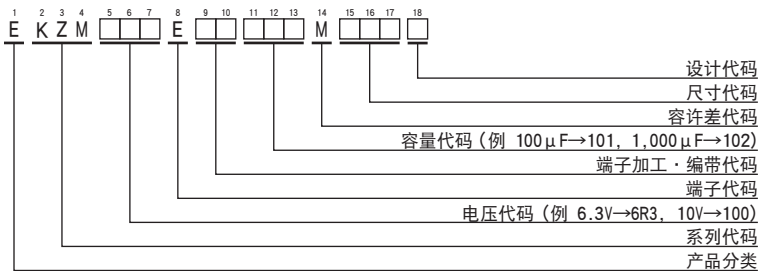 1 2 3 4 5 6 7 8 9 10 11 12 13 14 15 16 17 18
E K Z M □□□ E □□ □□□ M □□□ □
设计代码
尺寸代码
容许差代码
容量代码（例 100μF→101, 1,000μF→102）
端子加工・编带代码
端子代码
电压代码（例 6.3V→6R3, 10V→100）
系列代码
产品分类